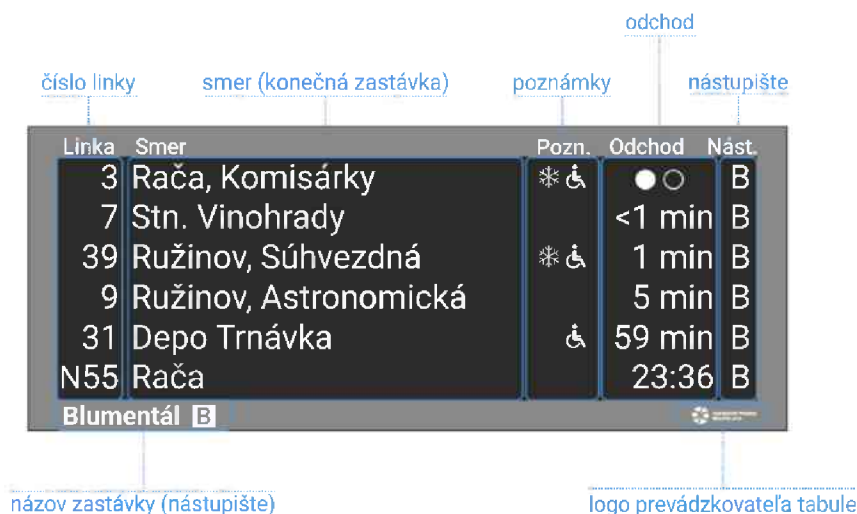 odchod
číslo linky smer (konečná zastávka) poznámky nástupište
Linka Smer Pozn. Odchod Nást.
3 Rača, Komisárky B
7 Stn. Vinohrady <1 min B
39 Ružinov, Súhvezdná 1 min B
9 Ružinov, Astronomická 5 min B
31 Depo Trnávka 59 min B
N55 Rača 23:36 B
Blumentál B
názov zastávky (nástupište) logo prevádzkovateľa tabule